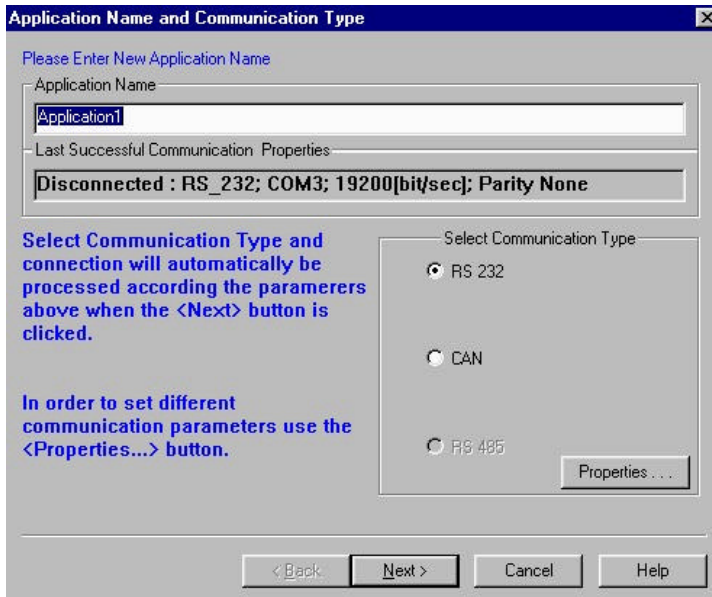 Application Name and Communication Type
Please Enter New Application Name
Application Name
Application1
Last Successful Communication Properties
Disconnected : RS_232; COM3; 19200[bit/sec]; Parity None
Select Communication Type and
connection will automatically be
processed according the paramerers
above when the <Next> button is
clicked.
In order to set different
communication parameters use the
<Properties...> button.
Select Communication Type
RS 232
CAN
RS 485
Properties . . .
< Back
Next >
Cancel
Help